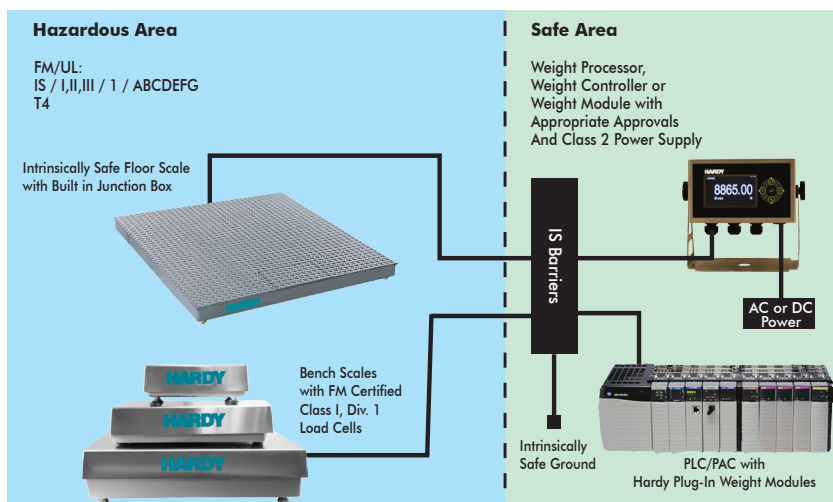 Hazardous Area
FM/UL:
IS / I,II,III / 1 / ABCDEFG
T4
Intrinsically Safe Floor Scale
with Built in Junction Box
HARDY
Bench Scales
with FM Certified
Class I, Div. 1
Load Cells
HARDY
HARDY
HARDY
Safe Area
Weight Processor,
Weight Controller or
Weight Module with
Appropriate Approvals
And Class 2 Power Supply
IS Barriers
HARDY
8865.00
AC or DC
Power
Intrinsically
Safe Ground
PLC/PAC with
Hardy Plug-In Weight Modules